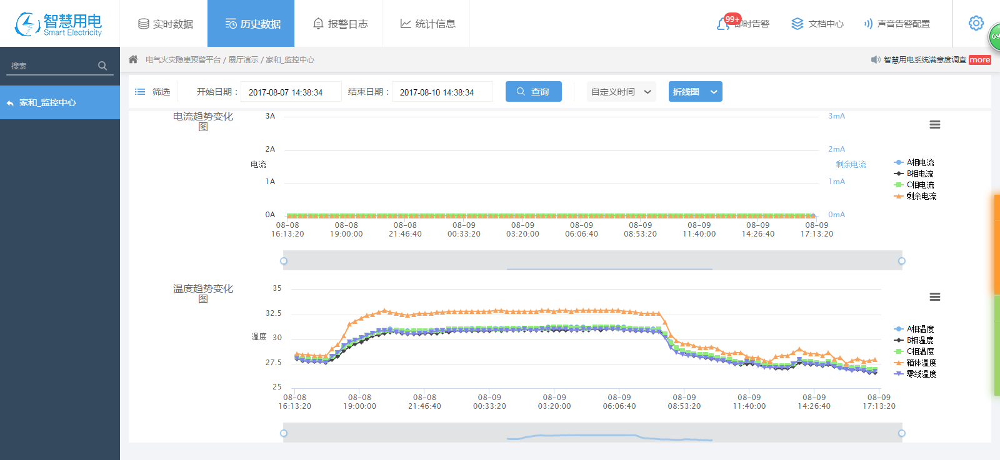 智慧用电
Smart Electricity
实时数据
历史数据
报警日志
统计信息
99+
即时告警
文档中心
声音告警配置
69
搜索
电气火灾隐患预警平台 / 展厅演示 / 家和_监控中心
智慧用电系统满意度调查 more
家和_监控中心
筛选
开始日期：
2017-08-07 14:38:34
结束日期：
2017-08-10 14:38:34
查询
自定义时间
折线图
电流趋势变化
图
3A
2A
电流
1A
0A
3mA
2mA
剩余电流
1mA
0mA
A相电流
B相电流
C相电流
剩余电流
08-08 08-08 08-08 08-09 08-09 08-09 08-09 08-09 08-09 08-09
16:13:20 19:00:00 21:46:40 00:33:20 03:20:00 06:06:40 08:53:20 11:40:00 14:26:40 17:13:20
温度趋势变化
图
35
32.5
温度
30
27.5
25
A相温度
B相温度
C相温度
箱体温度
零线温度
08-08 08-08 08-08 08-09 08-09 08-09 08-09 08-09 08-09 08-09
16:13:20 19:00:00 21:46:40 00:33:20 03:20:00 06:06:40 08:53:20 11:40:00 14:26:40 17:13:20